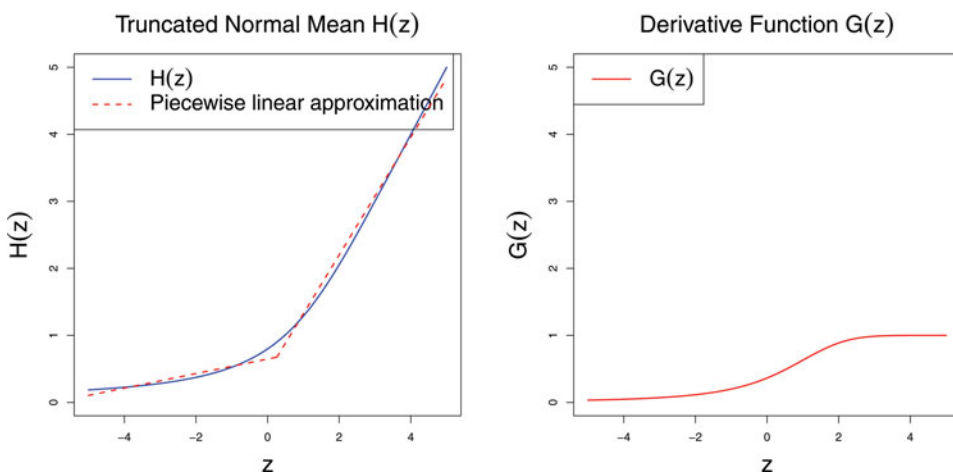 Truncated Normal Mean H(z)
H(z)
Piecewise linear approximation
H(z)
0
1
2
3
4
5
−4
−2
0
2
4
z
Derivative Function G(z)
G(z)
G(z)
0
1
2
3
4
5
−4
−2
0
2
4
z